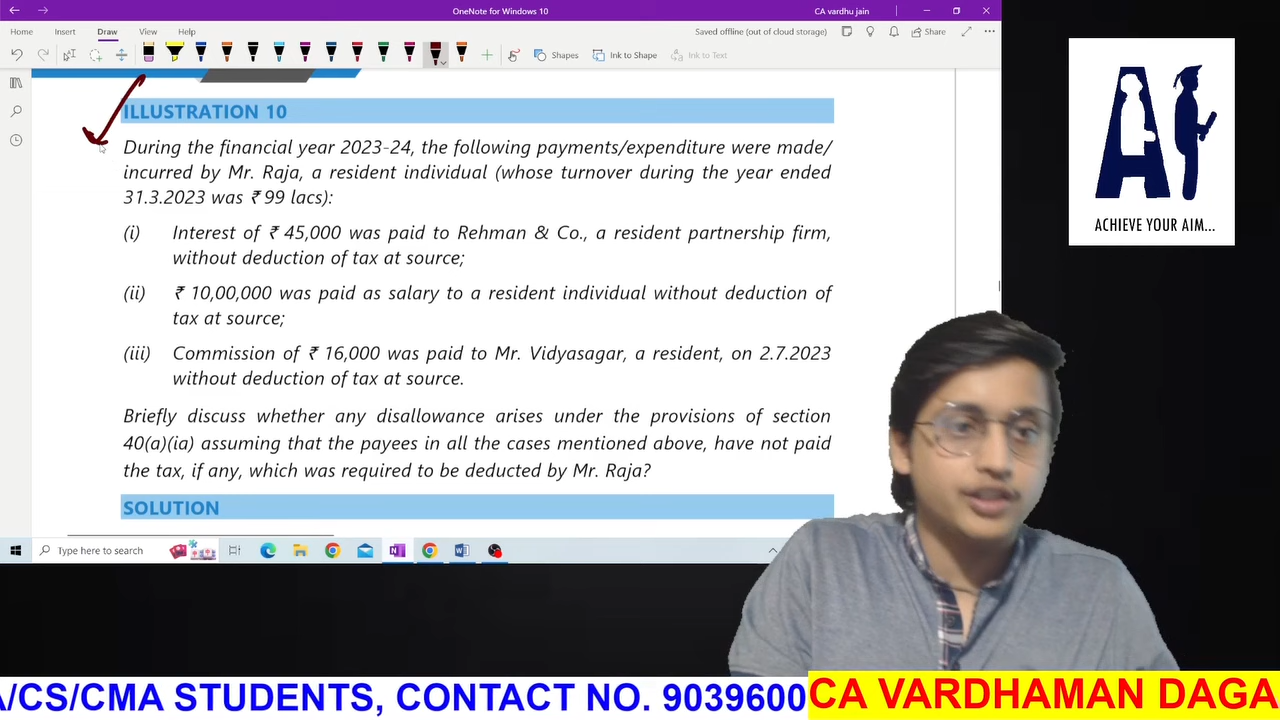 OneNote for Windows 10
CA vardhu jain
Home Insert Draw View Help
Saved offline (out of cloud storage)
Share
Shapes
Ink to Shape
Ink to Text
ILLUSTRATION 10
During the financial year 2023-24, the following payments/expenditure were made/
incurred by Mr. Raja, a resident individual (whose turnover during the year ended
31.3.2023 was ₹ 99 lacs):
(i) Interest of ₹ 45,000 was paid to Rehman & Co., a resident partnership firm,
without deduction of tax at source;
(ii) ₹ 10,00,000 was paid as salary to a resident individual without deduction of
tax at source;
(iii) Commission of ₹ 16,000 was paid to Mr. Vidyasagar, a resident, on 2.7.2023
without deduction of tax at source.
Briefly discuss whether any disallowance arises under the provisions of section
40(a)(ia) assuming that the payees in all the cases mentioned above, have not paid
the tax, if any, which was required to be deducted by Mr. Raja?
SOLUTION
Type here to search
A
ACHIEVE YOUR AIM...
A/CS/CMA STUDENTS, CONTACT NO. 9039600
CA VARDHAMAN DAGA